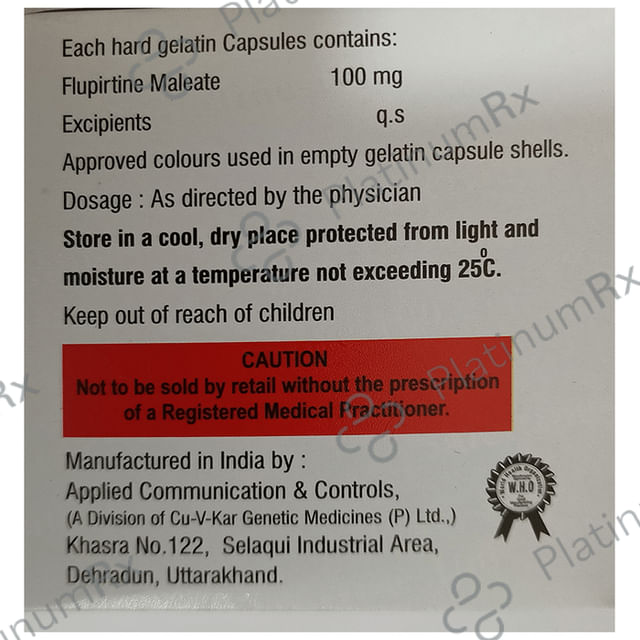 Each hard gelatin Capsules contains:
Flupirtine Maleate 100 mg
Excipients q.s
Approved colours used in empty gelatin capsule shells.
Dosage : As directed by the physician
Store in a cool, dry place protected from light and
moisture at a temperature not exceeding 25°C.
Keep out of reach of children
CAUTION
Not to be sold by retail without the prescription
of a Registered Medical Practitioner.
Manufactured in India by :
Applied Communication & Controls,
(A Division of Cu-V-Kar Genetic Medicines (P) Ltd.,)
Khasra No.122, Selaqui Industrial Area,
Dehradun, Uttarakhand.
World Health Organization
W.H.O
PlatinumRx